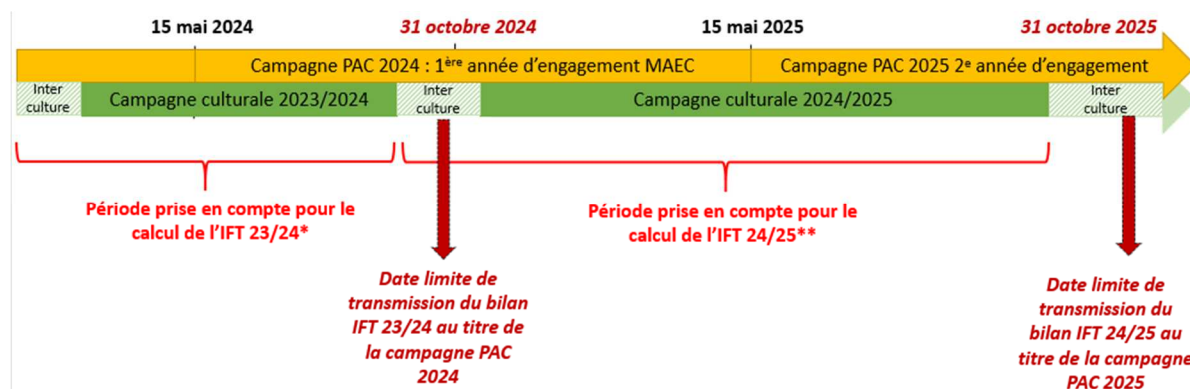 15 mai 2024
31 octobre 2024
15 mai 2025
31 octobre 2025
Campagne PAC 2024 : 1ère année d’engagement MAEC
Campagne PAC 2025 2e année d’engagement
Inter
culture
Campagne culturale 2023/2024
Inter
culture
Campagne culturale 2024/2025
Inter
culture
Période prise en compte pour le
calcul de l’IFT 23/24*
Période prise en compte pour le
calcul de l’IFT 24/25**
Date limite de
transmission du bilan
IFT 23/24 au titre de
la campagne PAC
2024
Date limite de
transmission du
bilan IFT 24/25 au
titre de la campagne
PAC 2025